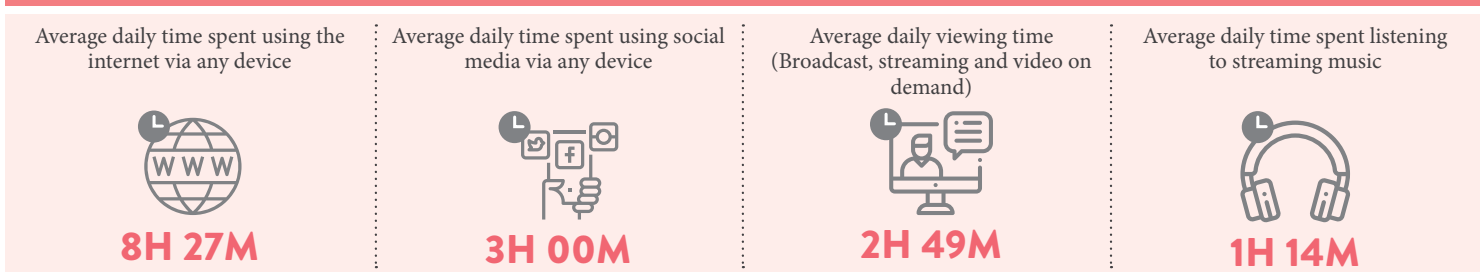 Average daily time spent using the
internet via any device
WWW
8H 27M
Average daily time spent using social
media via any device
f
3H 00M
Average daily viewing time
(Broadcast, streaming and video on
demand)
2H 49M
Average daily time spent listening
to streaming music
1H 14M